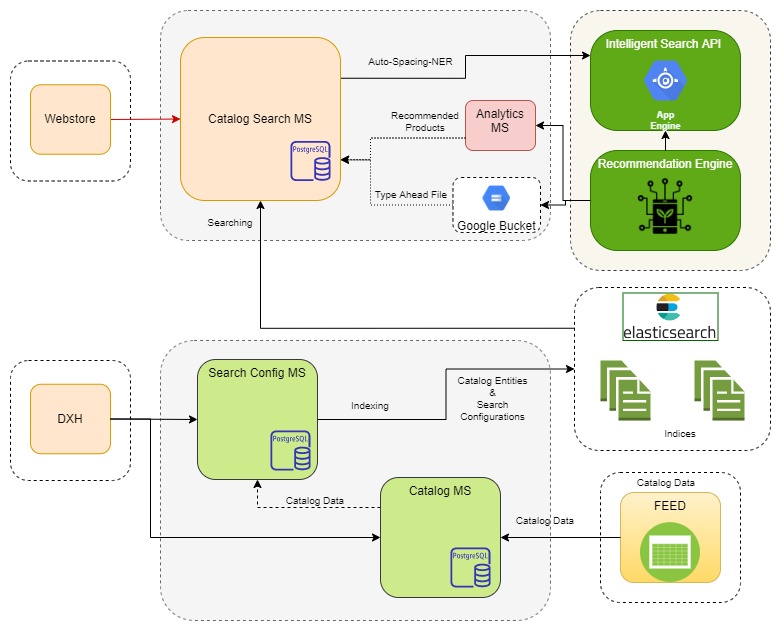 Intelligent Search API
App
Engine
Auto-Spacing-NER
Webstore
Catalog Search MS
PostgreSQL
Recommended
Products
Analytics
MS
Recommendation Engine
Type Ahead File
Google Bucket
Searching
elasticsearch
Indices
Search Config MS
PostgreSQL
Indexing
Catalog Entities
&
Search
Configurations
DXH
Catalog Data
Catalog MS
PostgreSQL
Catalog Data
Catalog Data
FEED